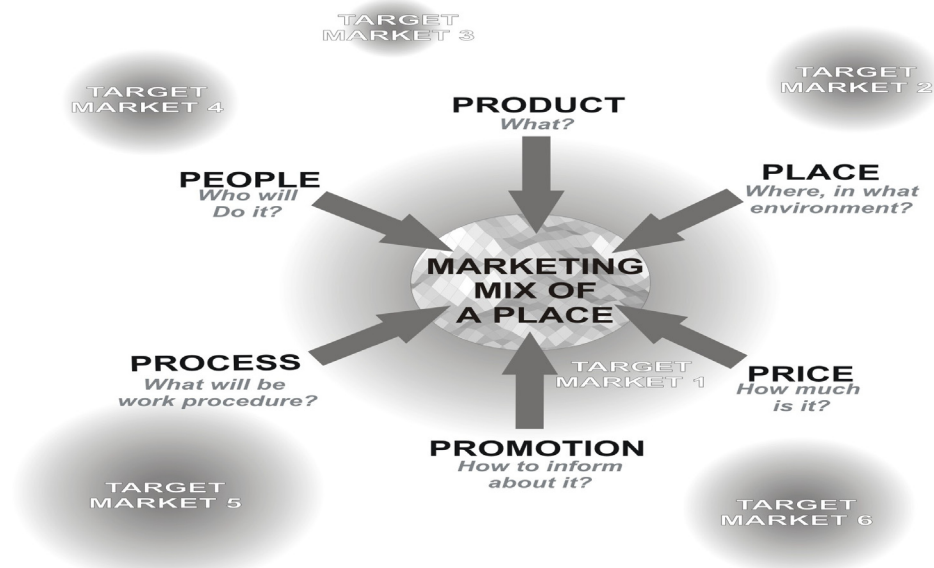 TARGET
MARKET 3
TARGET
MARKET 4
TARGET
MARKET 2
PRODUCT
What?
PEOPLE
Who will
Do it?
PLACE
Where, in what
environment?
MARKETING
MIX OF
A PLACE
PROCESS
What will be
work procedure?
TARGET
MARKET 1
PRICE
How much
is it?
PROMOTION
How to inform
about it?
TARGET
MARKET 5
TARGET
MARKET 6